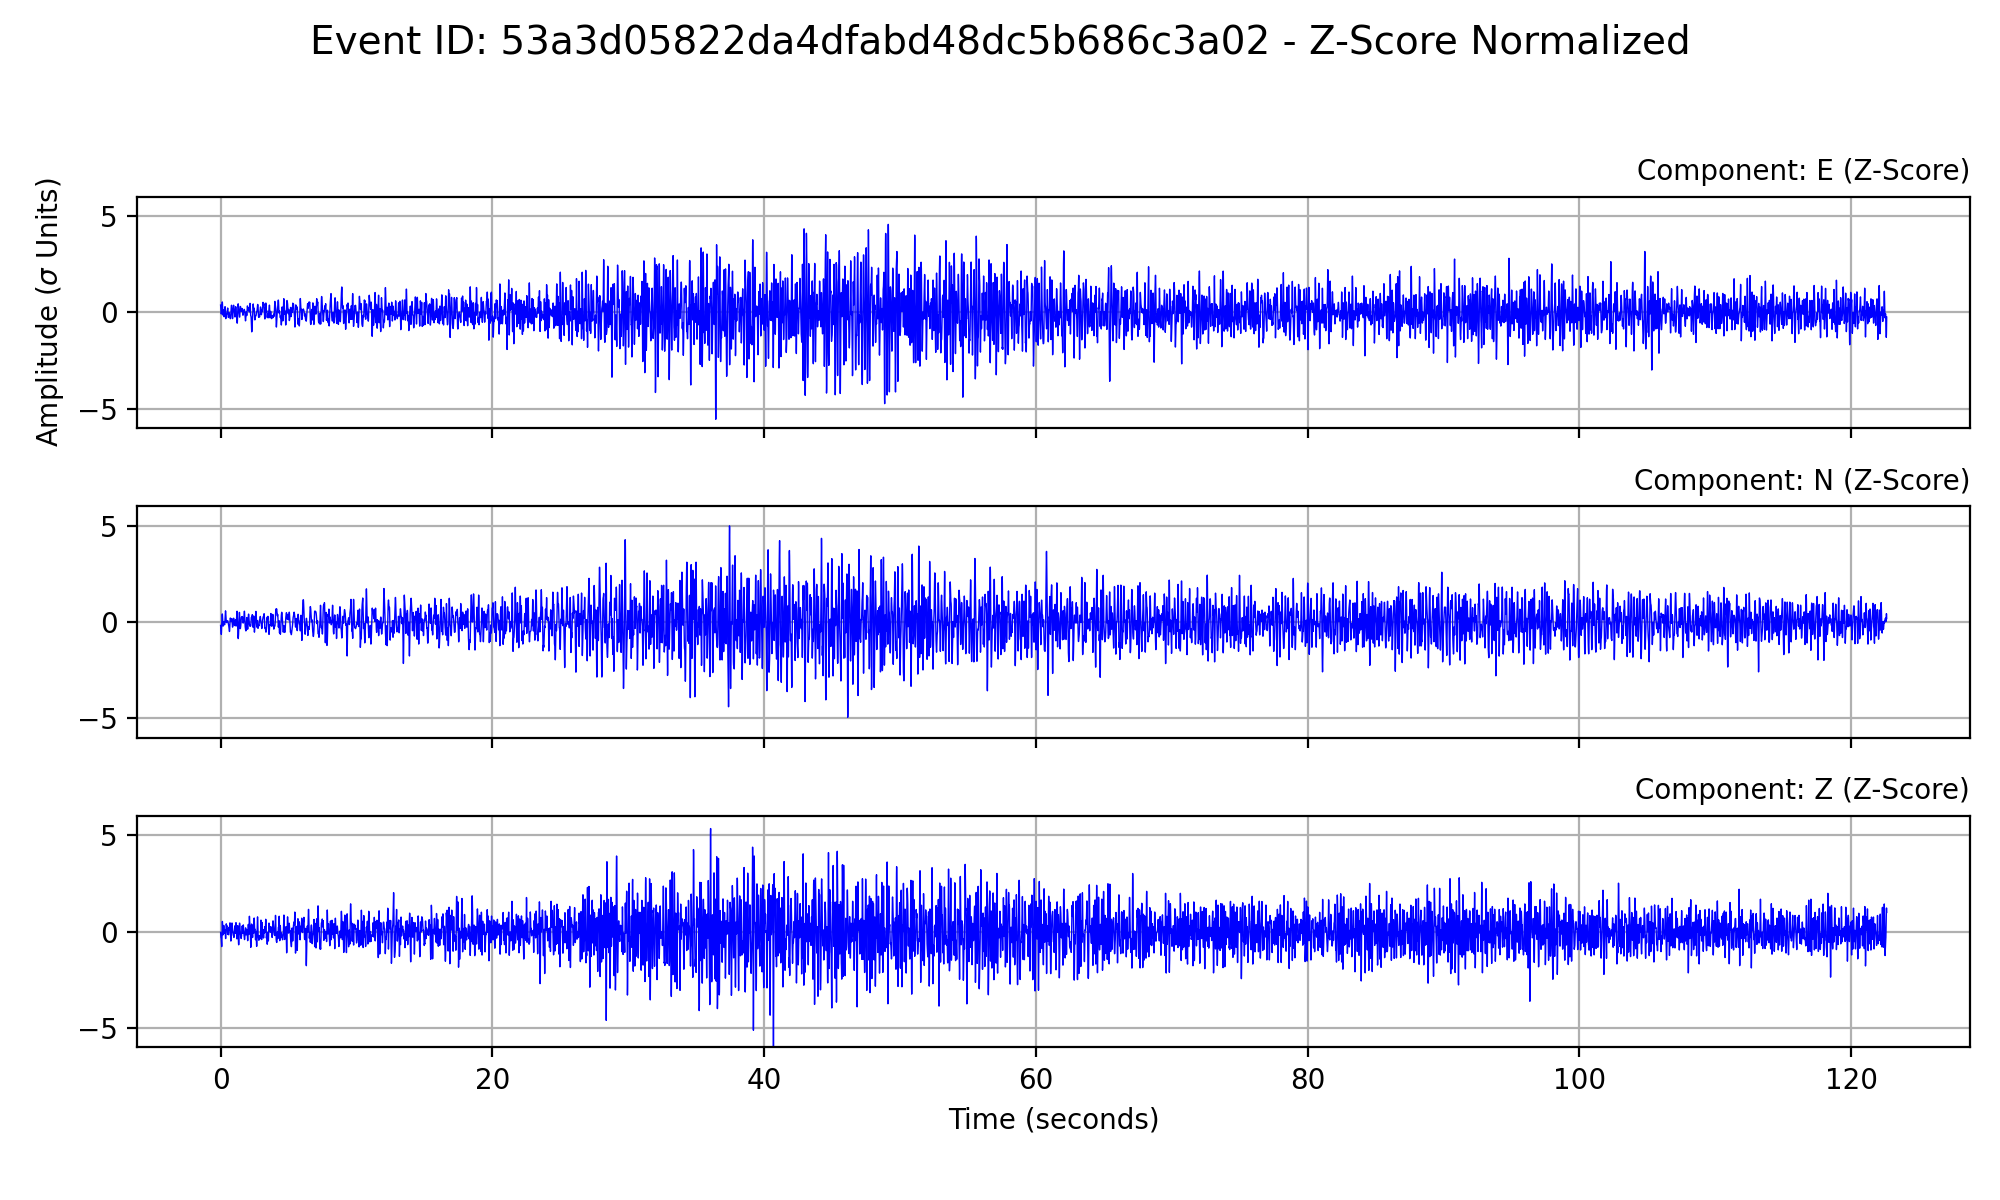 Event ID: 53a3d05822da4dfabd48dc5b686c3a02 - Z-Score Normalized
Component: E (Z-Score)
Amplitude (σ Units)
5
0
−5
Component: N (Z-Score)
5
0
−5
Component: Z (Z-Score)
5
0
−5
0 20 40 60 80 100 120
Time (seconds)